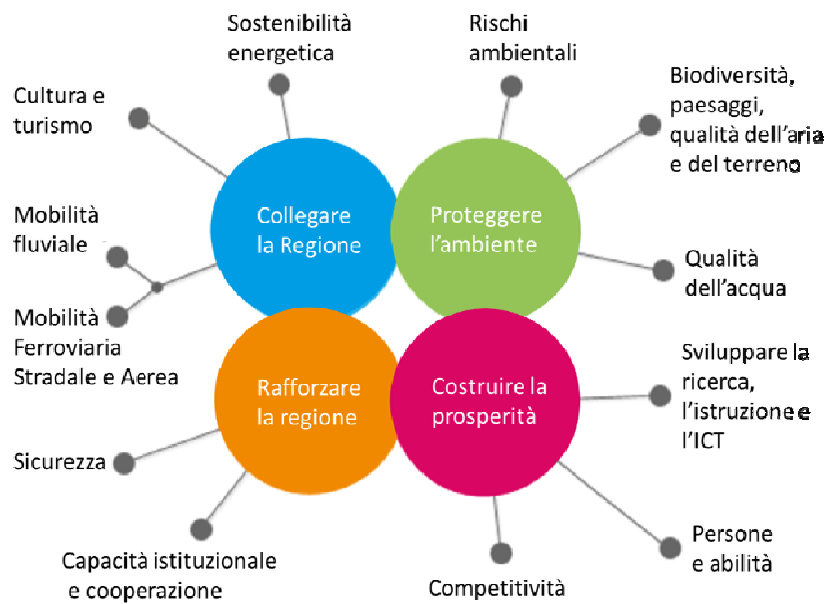 Sostenibilità
energetica
Rischi
ambientali
Cultura e
turismo
Biodiversità,
paesaggi,
qualità dell'aria
e del terreno
Mobilità
fluviale
Collegare
la Regione
Proteggere
l'ambiente
Qualità
dell'acqua
Mobilità
Ferroviaria
Stradale e Aerea
Rafforzare
la regione
Costruire la
prosperità
Sviluppare la
ricerca,
l'istruzione e
l'ICT
Sicurezza
Capacità istituzionale
e cooperazione
Competitività
Persone
e abilità